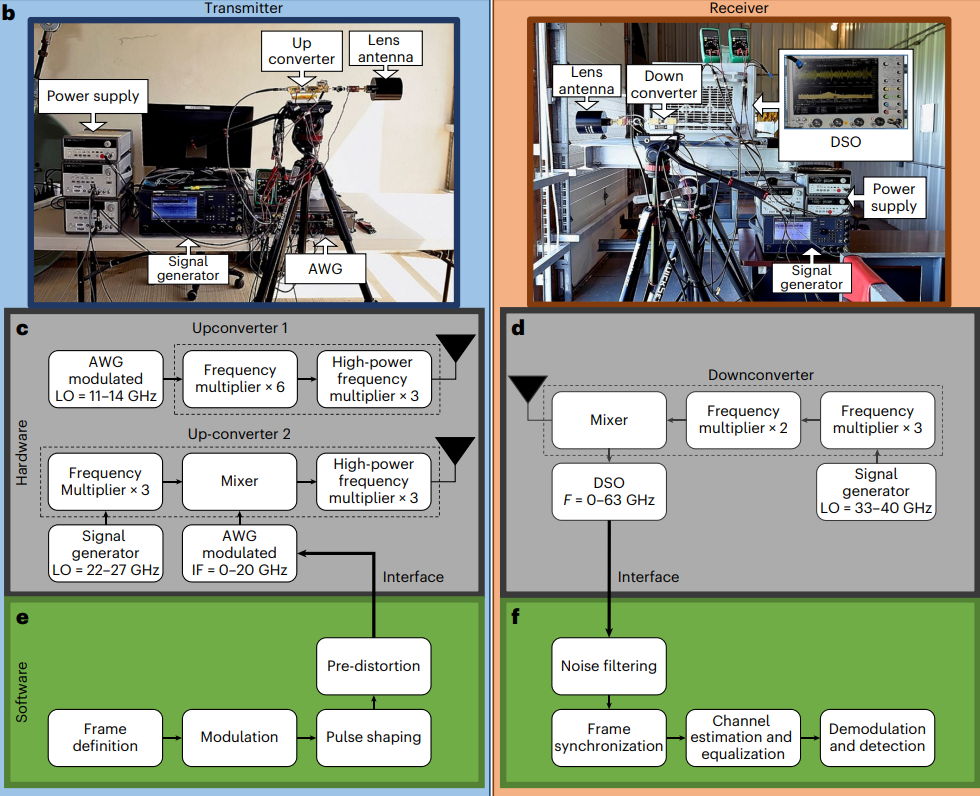 b
Transmitter
Receiver
Power supply
Up
converter
Lens
antenna
Signal
generator
AWG
Lens
antenna
Down
converter
DSO
Power
supply
Signal
generator
c
Upconverter 1
AWG
modulated
LO = 11–14 GHz
Frequency
multiplier × 6
High-power
frequency
multiplier × 3
Hardware
Up-converter 2
Frequency
Multiplier × 3
Mixer
High-power
frequency
multiplier × 3
Signal
generator
LO = 22–27 GHz
AWG
modulated
IF = 0–20 GHz
Interface
d
Downconverter
Mixer
Frequency
multiplier × 2
Frequency
multiplier × 3
DSO
F = 0–63 GHz
Signal
generator
LO = 33–40 GHz
Interface
e
Software
Pre-distortion
Frame
definition
Modulation
Pulse shaping
f
Noise filtering
Frame
synchronization
Channel
estimation and
equalization
Demodulation
and detection